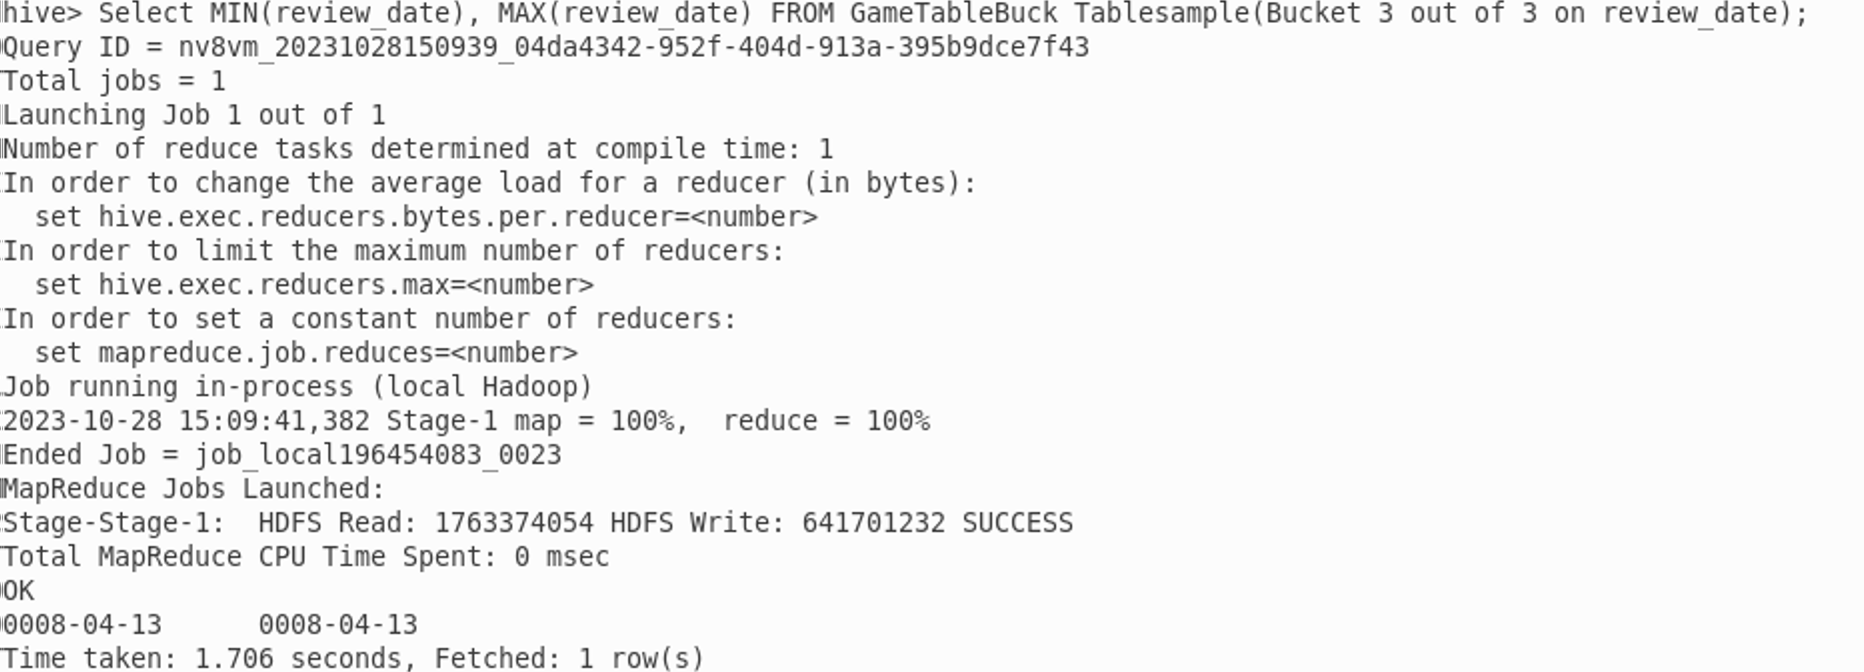 hive> Select MIN(review_date), MAX(review_date) FROM GameTableBuck Tablesample(Bucket 3 out of 3 on review_date);
Query ID = nv8vm_20231028150939_04da4342-952f-404d-913a-395b9dce7f43
Total jobs = 1
Launching Job 1 out of 1
Number of reduce tasks determined at compile time: 1
In order to change the average load for a reducer (in bytes):
  set hive.exec.reducers.bytes.per.reducer=<number>
In order to limit the maximum number of reducers:
  set hive.exec.reducers.max=<number>
In order to set a constant number of reducers:
  set mapreduce.job.reduces=<number>
Job running in-process (local Hadoop)
2023-10-28 15:09:41,382 Stage-1 map = 100%,  reduce = 100%
Ended Job = job_local196454083_0023
MapReduce Jobs Launched:
Stage-Stage-1:  HDFS Read: 1763374054 HDFS Write: 641701232 SUCCESS
Total MapReduce CPU Time Spent: 0 msec
OK
0008-04-13      0008-04-13
Time taken: 1.706 seconds, Fetched: 1 row(s)